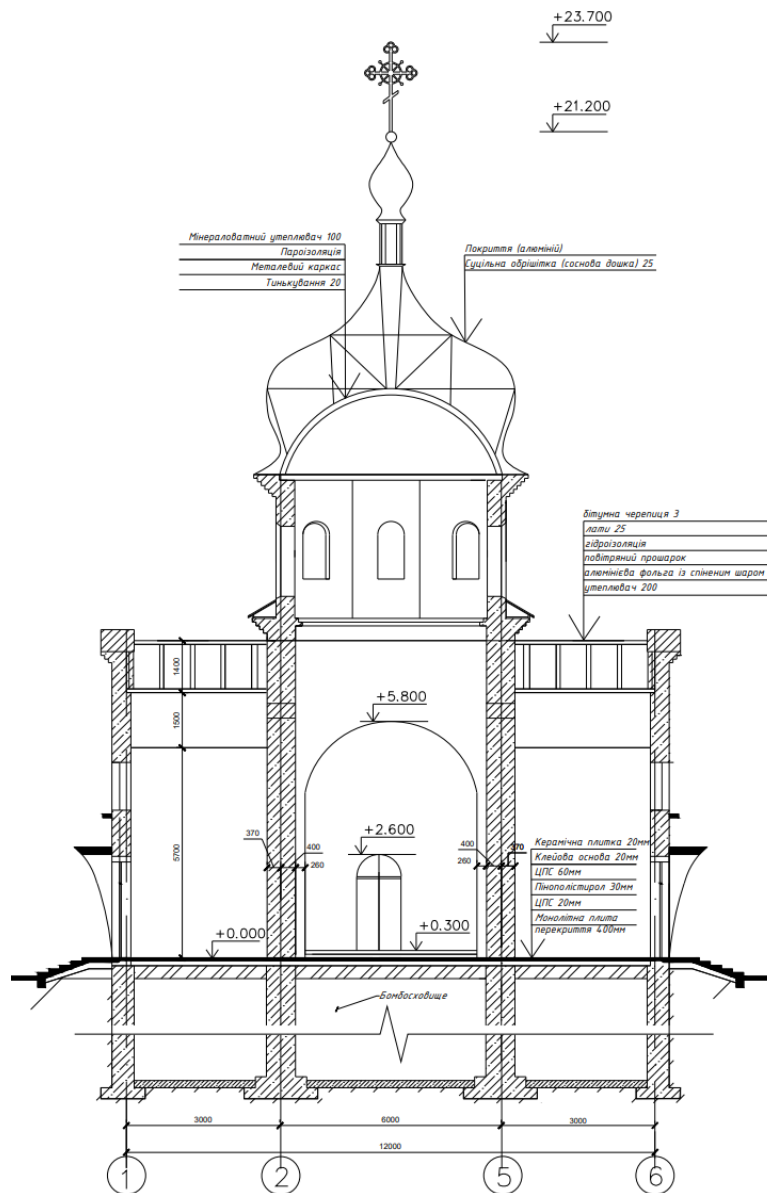 +23.700
+21.200
Мінераловатний утеплювач 100
Пароізоляція
Металевий каркас
Тинькування 20
Покриття (алюміній)
Суцільна обрішітка (соснова дошка) 25
бітумна черепиця 3
лати 25
гідроізоляція
повітряний прошарок
алюмінієва фольга із спіненим шаром
утеплювач 200
1400
1500
5700
+5.800
+2.600
370
400
260
400
370
260
Керамічна плитка 20мм
Клейова основа 20мм
ЦПС 60мм
Пінополістирол 30мм
ЦПС 20мм
Монолітна плита
перекриття 400мм
+0.000
+0.300
Бомбосховище
3000
6000
3000
12000
1
2
5
6